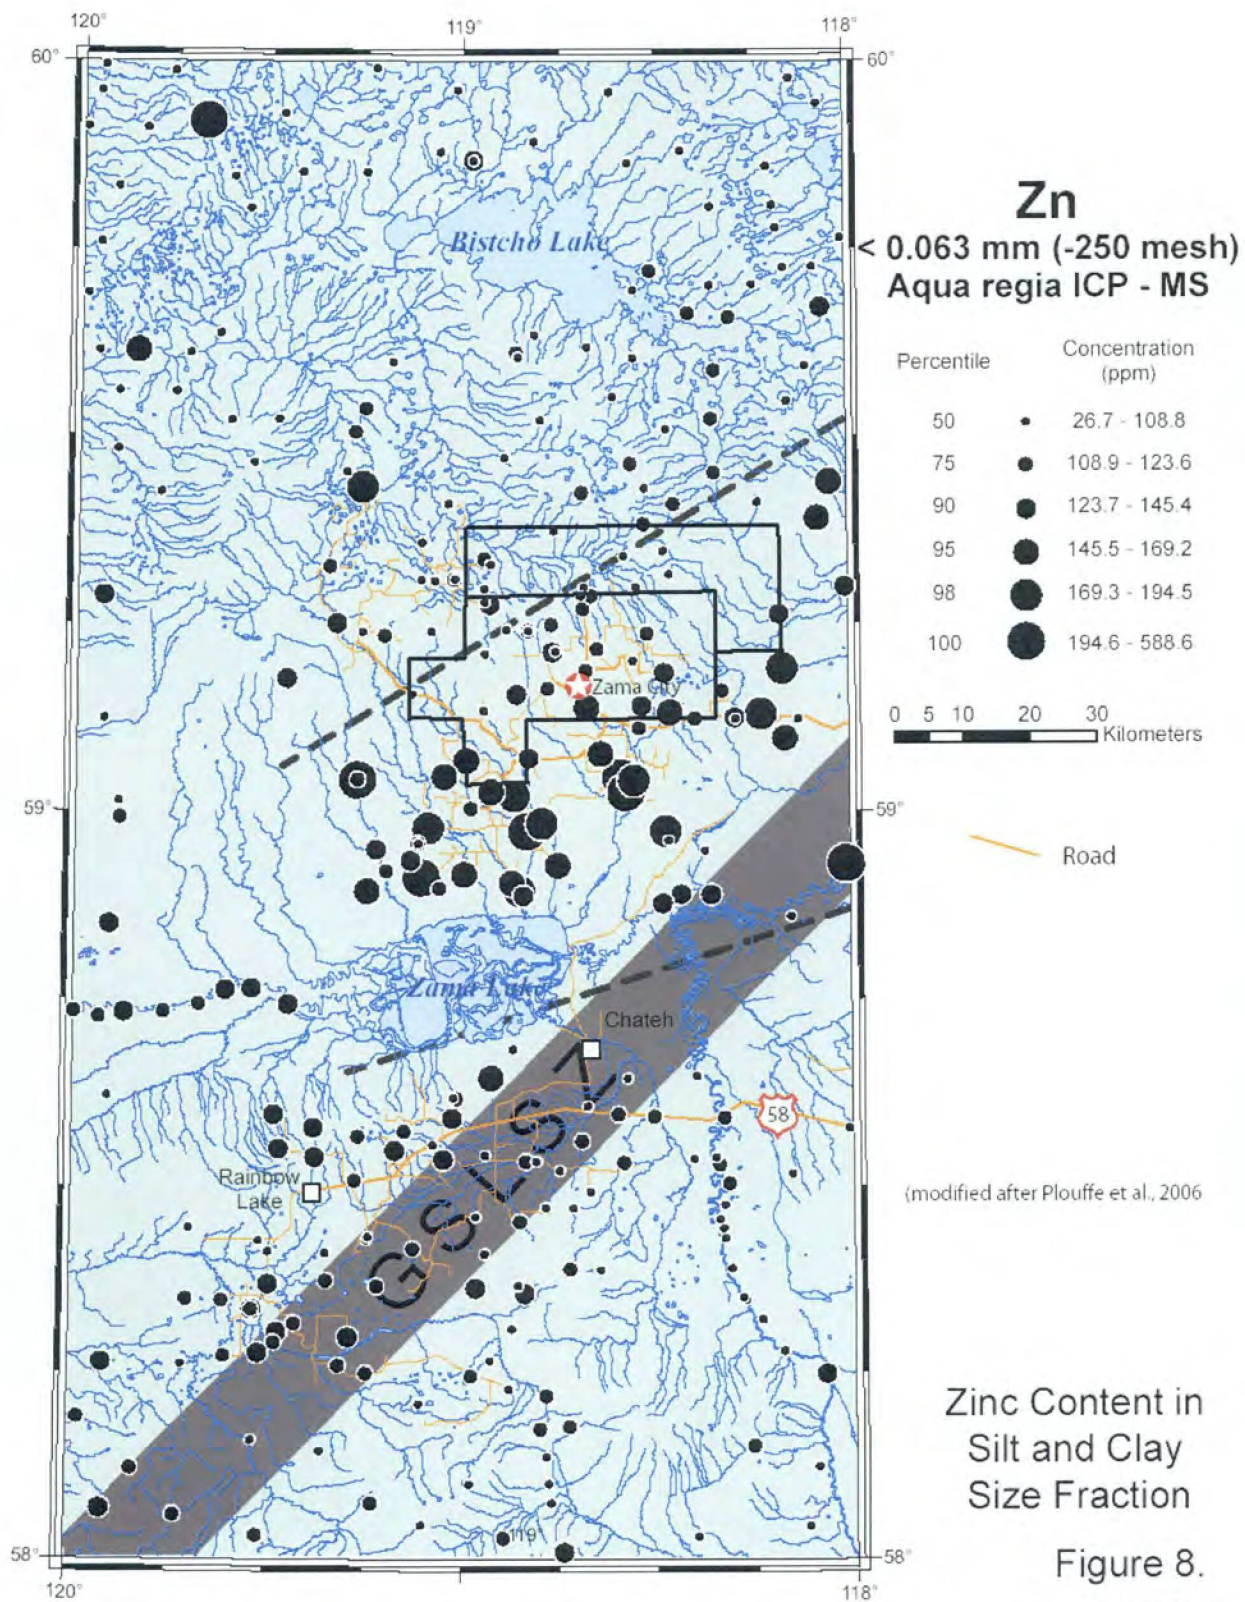 120°
119°
118°
60°
60°
Zn
< 0.063 mm (-250 mesh)
Aqua regia ICP - MS
Bistcho Lake
Percentile
Concentration
(ppm)
50 26.7 - 108.8
75 108.9 - 123.6
90 123.7 - 145.4
95 145.5 - 169.2
98 169.3 - 194.5
100 194.6 - 588.6
Zama City
0 5 10 20 30
Kilometers
59°
59°
Road
Zama Lake
Chateh
58
Rainbow
Lake
GSLSZ
(modified after Plouffe et al., 2006
Zinc Content in
Silt and Clay
Size Fraction
119°
58°
58°
Figure 8.
120°
118°